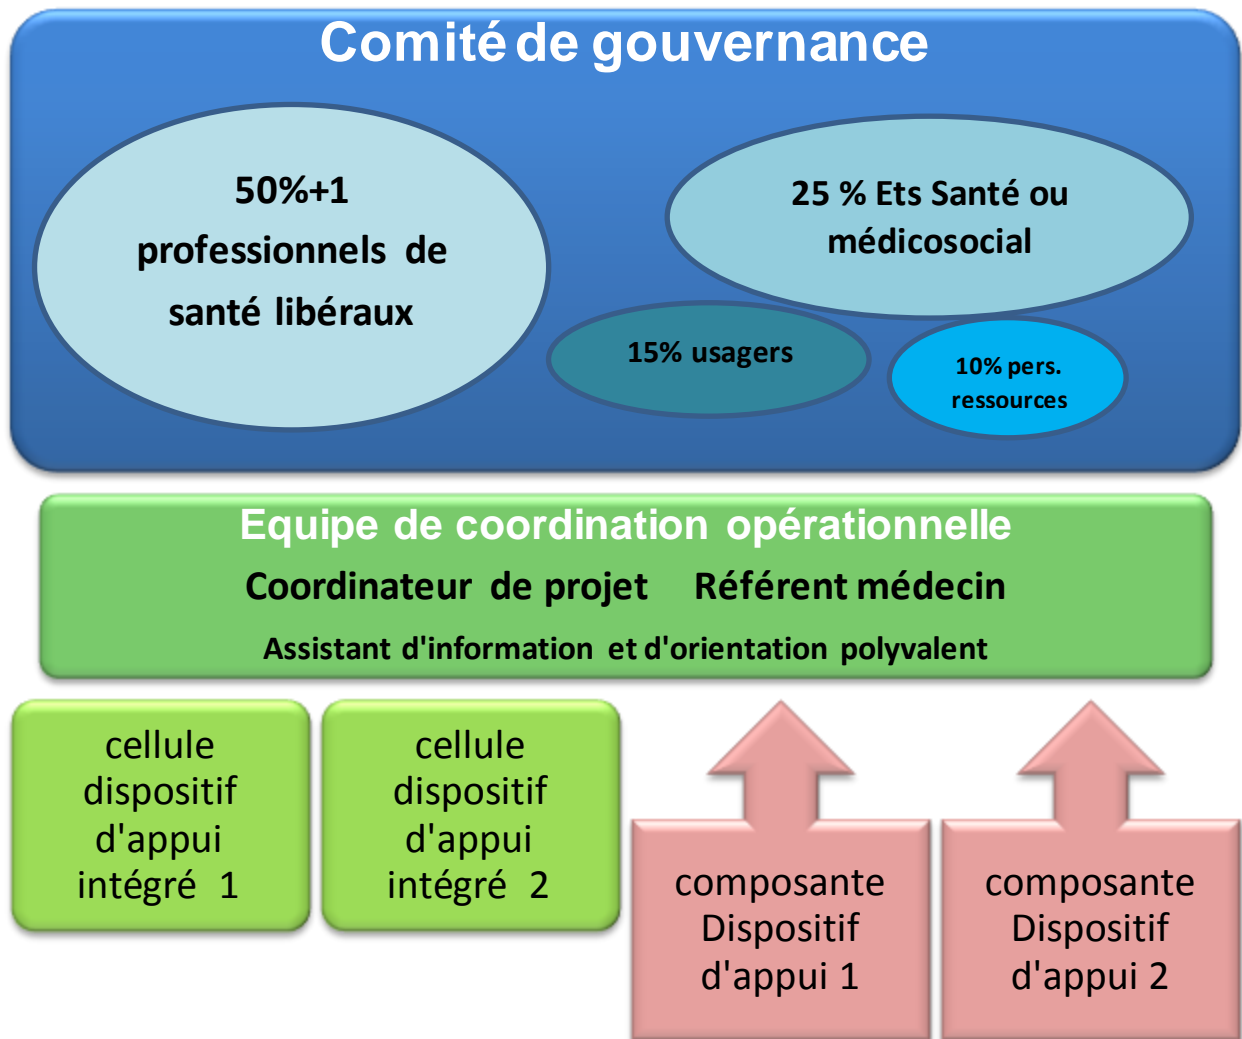 Comité de gouvernance
50%+1
professionnels de
santé libéraux
25 % Ets Santé ou
médicosocial
15% usagers
10% pers.
ressources
Equipe de coordination opérationnelle
Coordinateur de projet Référent médecin
Assistant d'information et d'orientation polyvalent
cellule
dispositif
d'appui
intégré 1
cellule
dispositif
d'appui
intégré 2
composante
Dispositif
d'appui 1
composante
Dispositif
d'appui 2